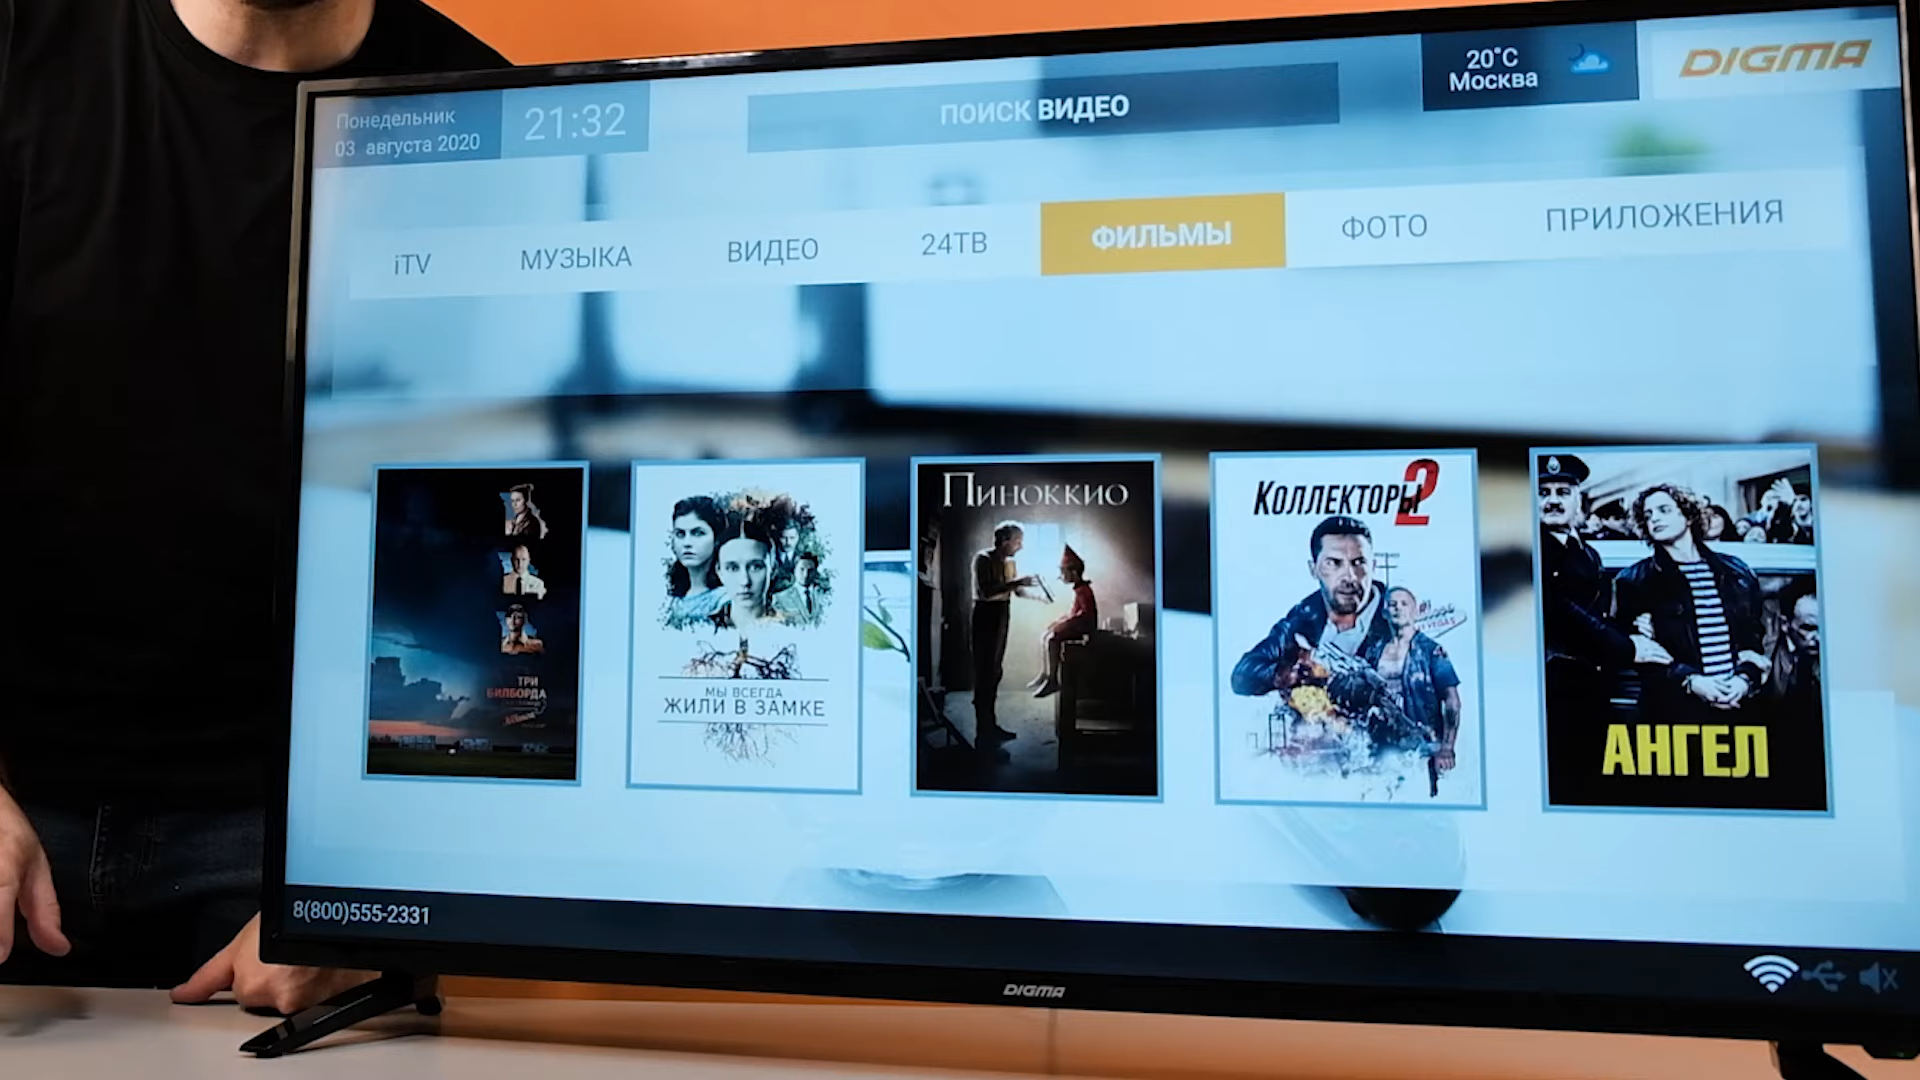 Понедельник
03 августа 2020
21:32
ПОИСК ВИДЕО
20°C
Москва
DIGMA
iTV
МУЗЫКА
ВИДЕО
24ТВ
ФИЛЬМЫ
ФОТО
ПРИЛОЖЕНИЯ
ТРИ
БИЛБОРДА
МЫ ВСЕГДА
ЖИЛИ В ЗАМКЕ
Пиноккио
КОЛЛЕКТОРЫ 2
АНГЕЛ
8(800)555-2331
DIGMA